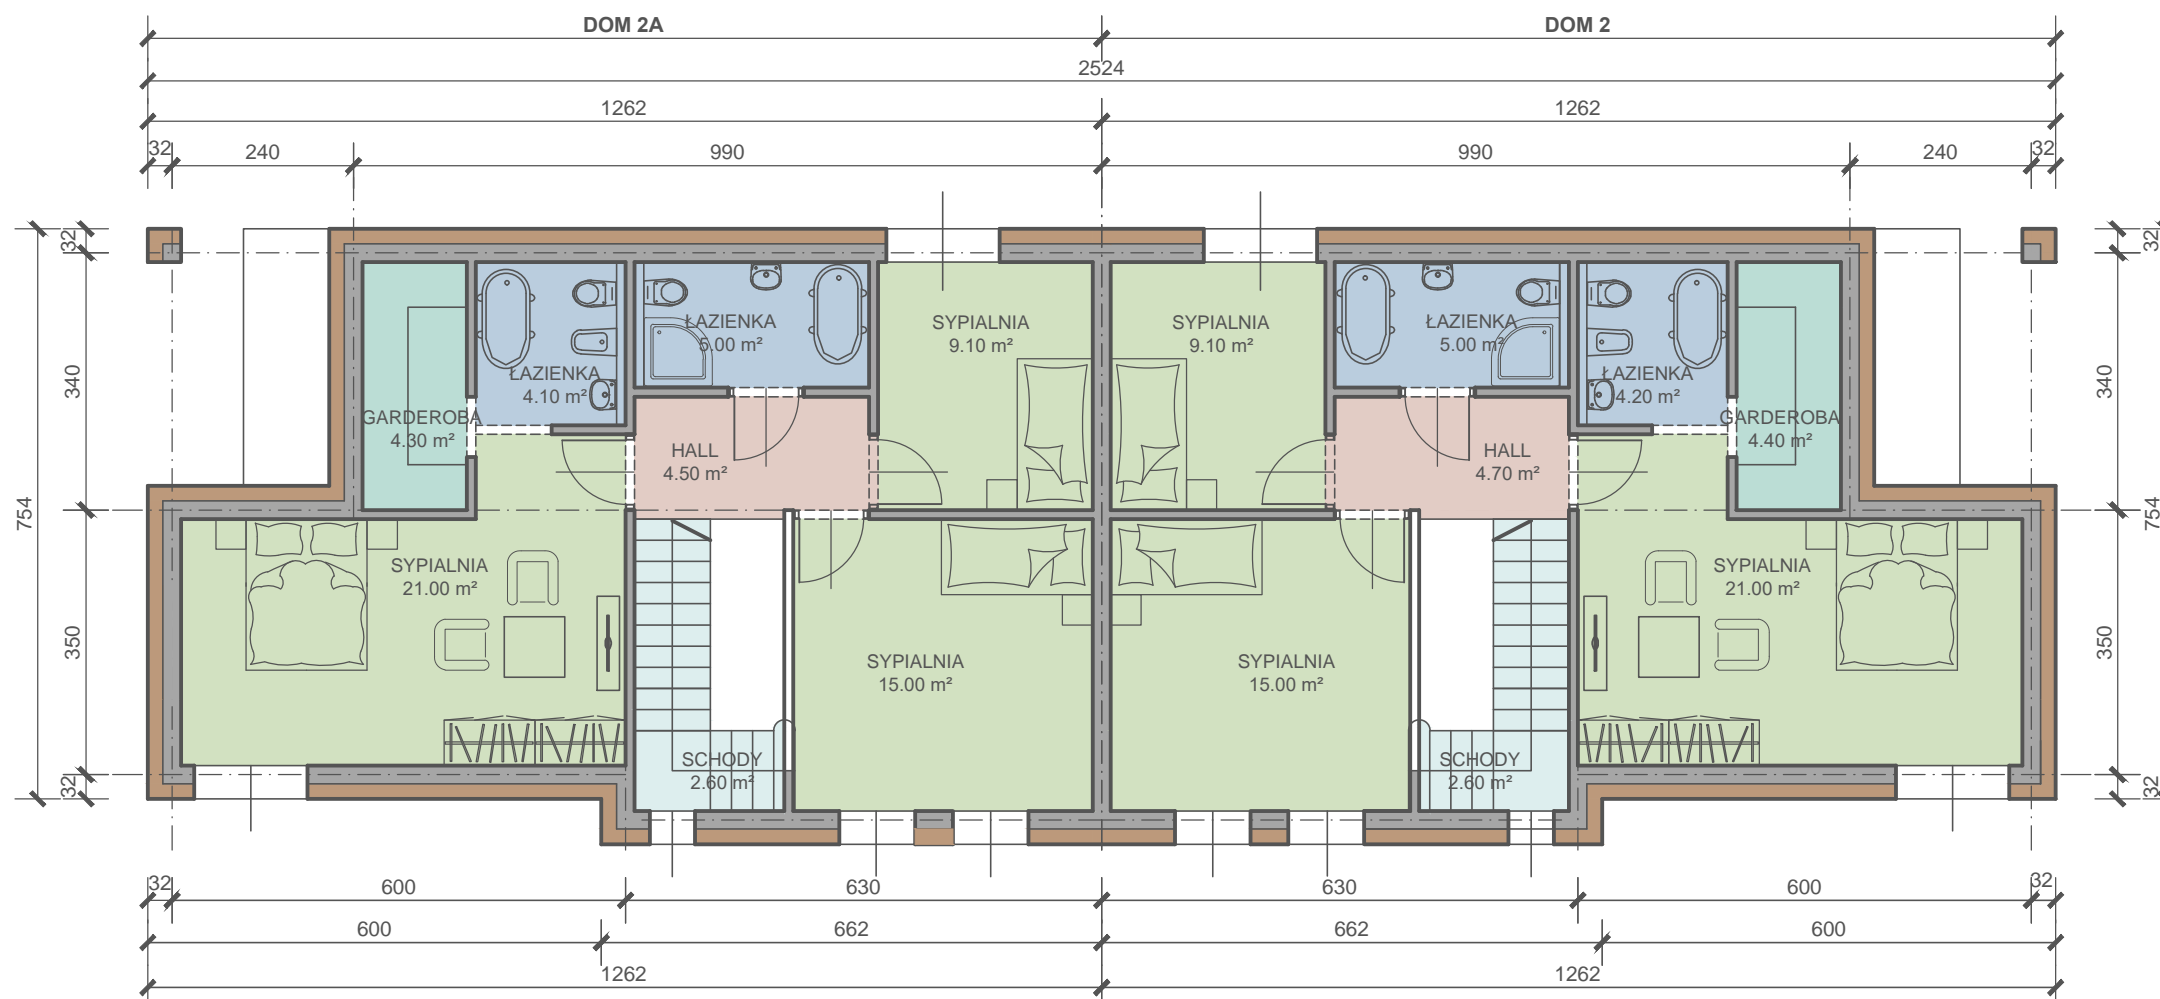 DOM 2A
DOM 2
2524
1262
1262
32
240
990
990
240
32
32
32
340
340
754
754
350
350
32
32
ŁAZIENKA
5.00 m²
SYPIALNIA
9.10 m²
SYPIALNIA
9.10 m²
ŁAZIENKA
5.00 m²
ŁAZIENKA
4.10 m²
ŁAZIENKA
4.20 m²
GARDEROBA
4.30 m²
GARDEROBA
4.40 m²
HALL
4.50 m²
HALL
4.70 m²
SYPIALNIA
21.00 m²
SYPIALNIA
21.00 m²
SYPIALNIA
15.00 m²
SYPIALNIA
15.00 m²
SCHODY
2.60 m²
SCHODY
2.60 m²
32
600
630
630
600
32
600
662
662
600
1262
1262